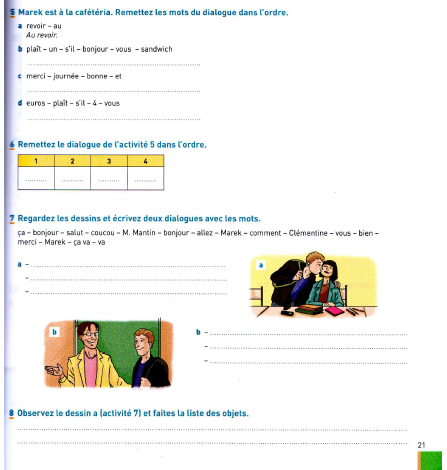 5 Marek est à la cafétéria. Remettez les mots du dialogue dans l'ordre.
a revoir – au
Au revoir.
b plaît – un – s'il – bonjour – vous – sandwich
c merci – journée – bonne – et
d euros – plaît – s'il – 4 – vous
6 Remettez le dialogue de l'activité 5 dans l'ordre.
1 2 3 4
7 Regardez les dessins et écrivez deux dialogues avec les mots.
ça – bonjour – salut – coucou – M. Mantin – bonjour – allez – Marek – comment – Clémentine – vous – bien –
merci – Marek – ça va – va
a –
–
–
a
b
b –
–
–
8 Observez le dessin a (activité 7) et faites la liste des objets.
21